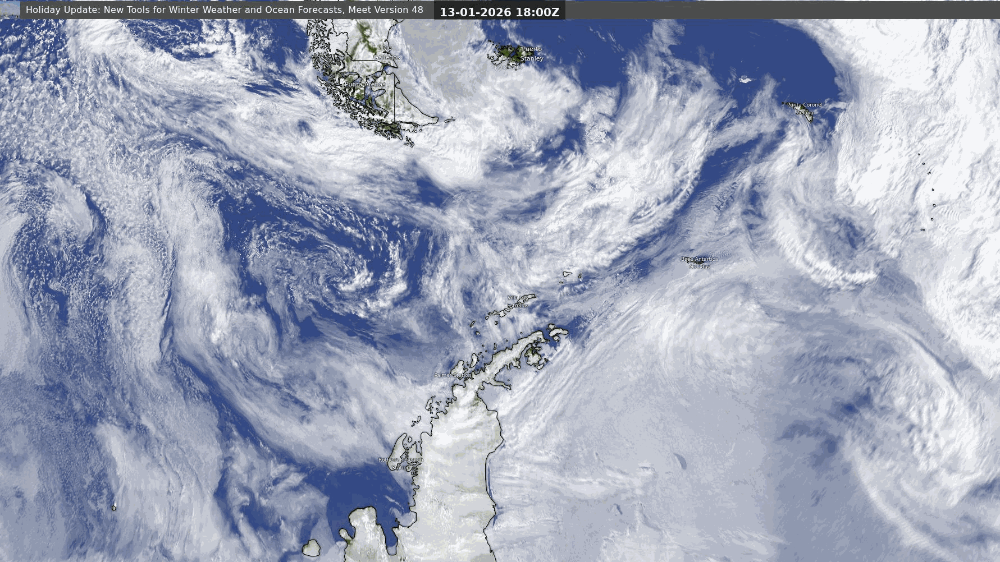 Holiday Update: New Tools for Winter Weather and Ocean Forecasts, Meet Version 48
13-01-2026 18:00Z
Río
Gallegos
Puerto
Stanley
Punta Arenas
Punta Coronel
Zelaya
Base Antartica
Orcadas
Villa Las
Estrellas
Palmer Station
Rothera Research
Station